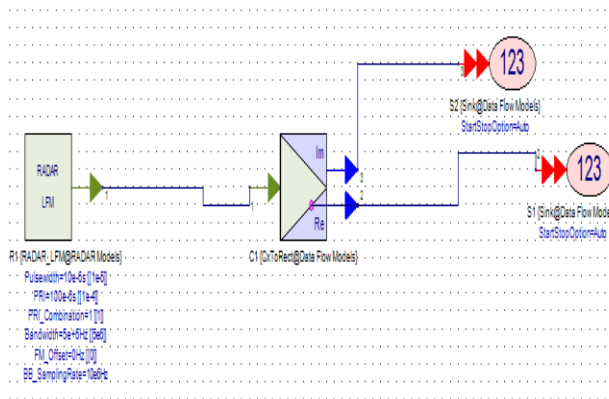 123
S2 {Sink@Data Flow Models}
StartStopOption=Auto
RADAR
LFM
1
1
Im
Re
3
2
123
S1 {Sink@Data Flow Mode
StartStopOption=Auto
R1 {RADAR_LFM@RADAR Models}
Pulsewidth=10e-6s [[1e-5]]
PRI=100e-6s [[1e-4]]
PRI_Combination=1 [[1]]
Bandwidth=5e+6Hz [[5e6]]
FM_Offset=0Hz [[0]]
BB_SamplingRate=10e6Hz
C1 {CxToRect@Data Flow Models}